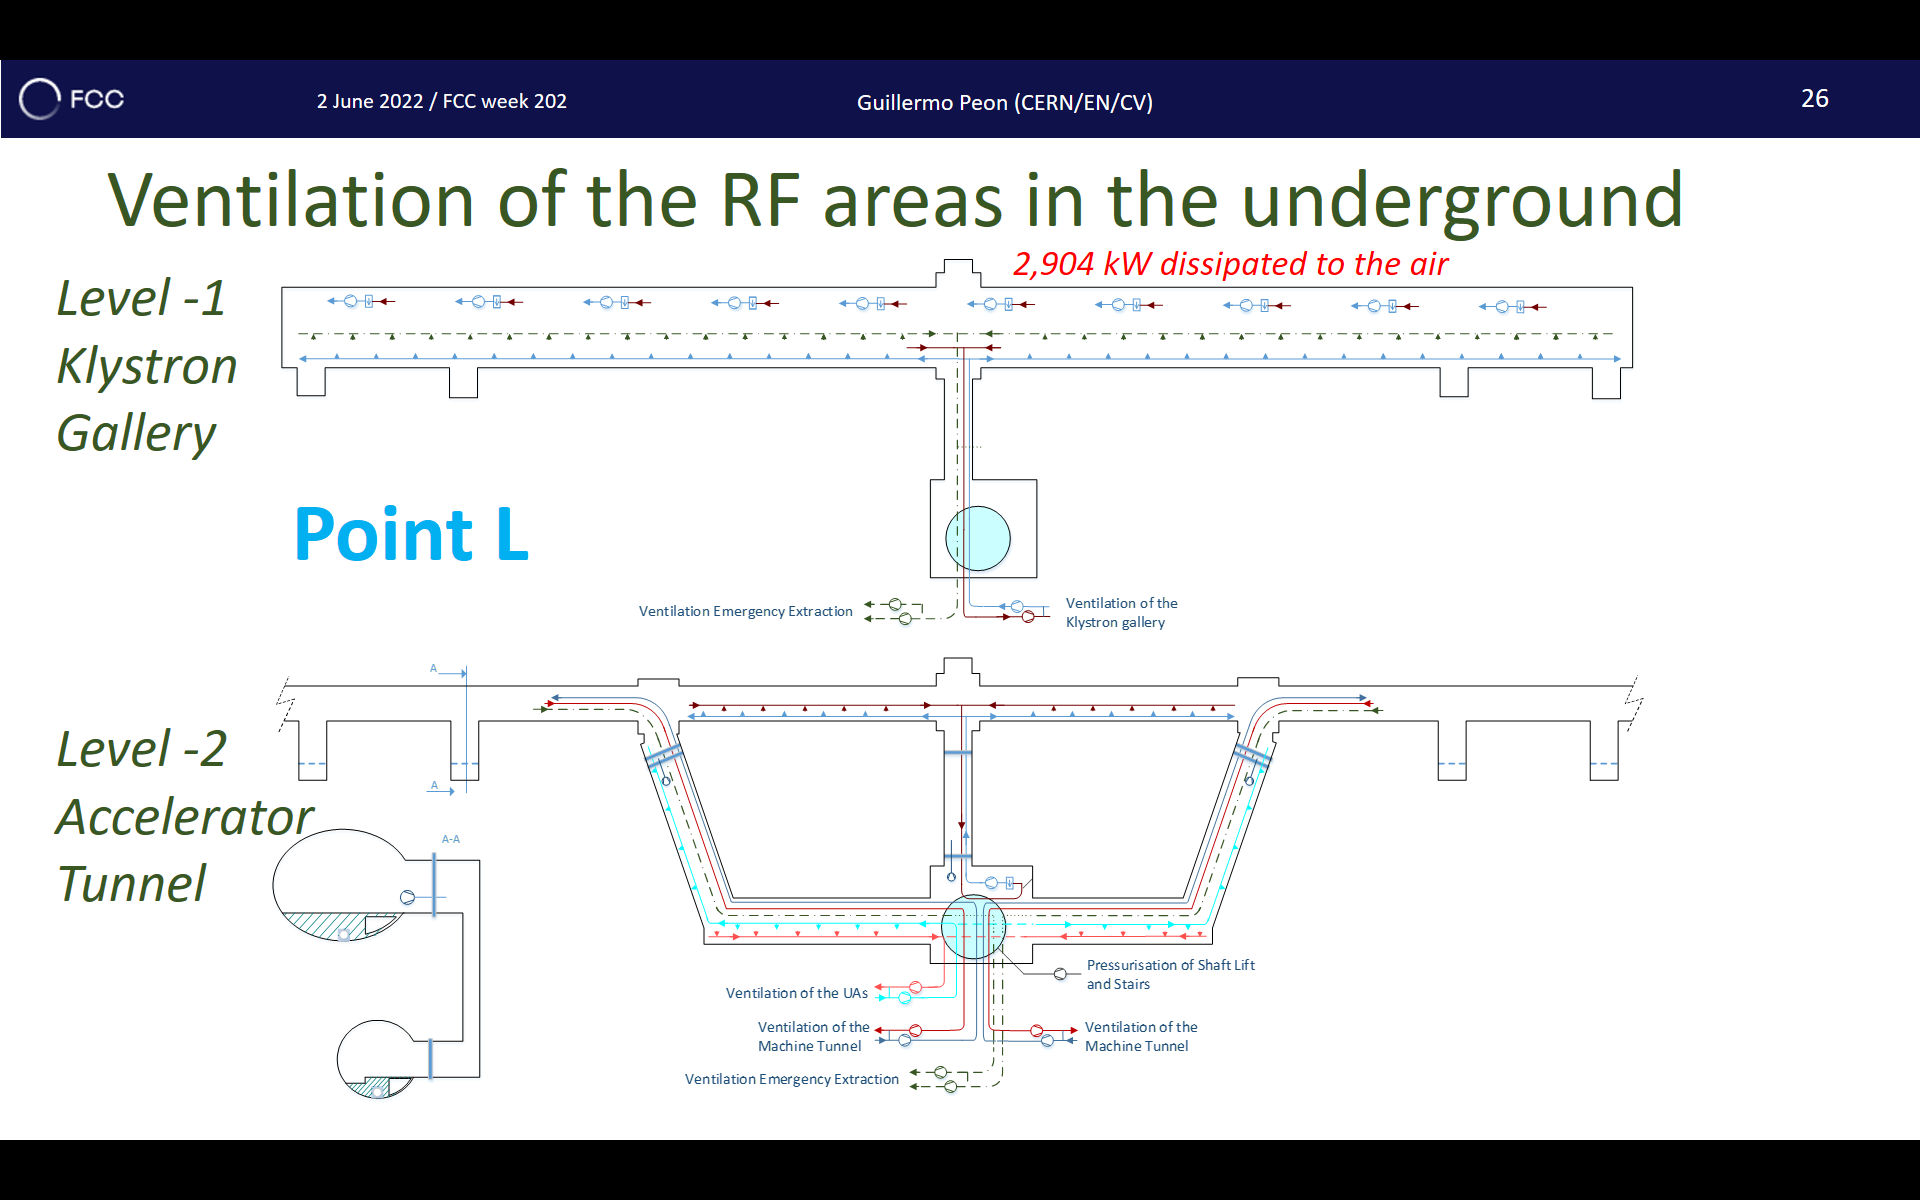 FCC
2 June 2022 / FCC week 202
Guillermo Peon (CERN/EN/CV)
26
Ventilation of the RF areas in the underground
2,904 kW dissipated to the air
Level -1
Klystron
Gallery
Point L
Ventilation Emergency Extraction
Ventilation of the
Klystron gallery
A
Level -2
Accelerator
Tunnel
A
A-A
Pressurisation of Shaft Lift
and Stairs
Ventilation of the UAs
Ventilation of the
Machine Tunnel
Ventilation of the
Machine Tunnel
Ventilation Emergency Extraction